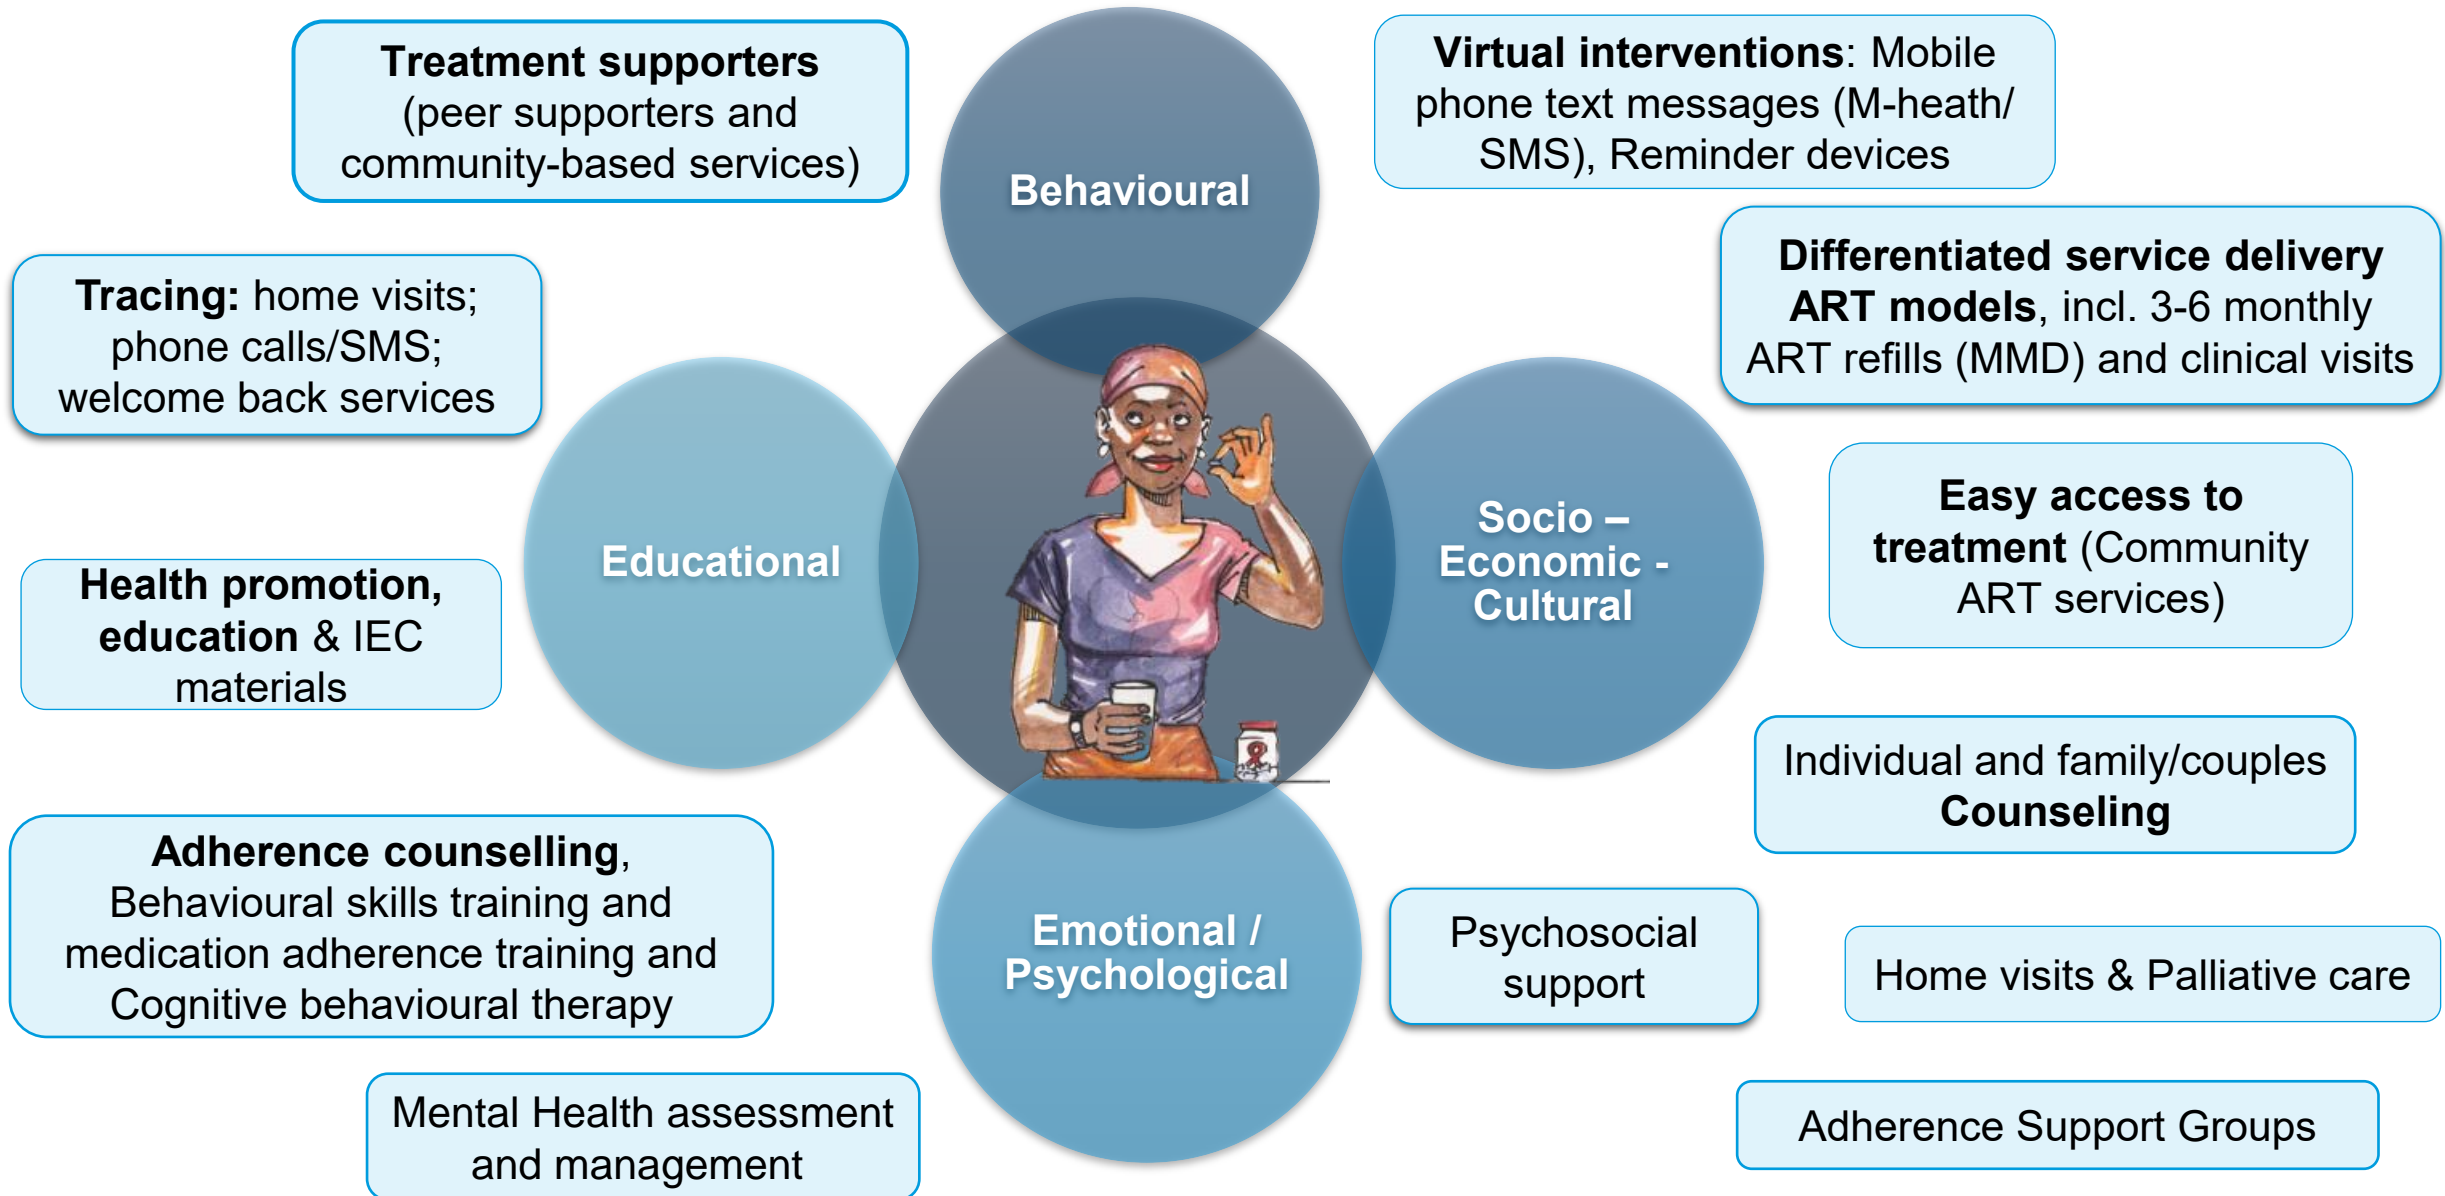 Treatment supporters
(peer supporters and
community-based services)
Behavioural
Virtual interventions: Mobile
phone text messages (M-heath/
SMS), Reminder devices
Tracing: home visits;
phone calls/SMS;
welcome back services
Differentiated service delivery
ART models, incl. 3-6 monthly
ART refills (MMD) and clinical visits
Educational
Socio –
Economic -
Cultural
Easy access to
treatment (Community
ART services)
Health promotion,
education & IEC
materials
Individual and family/couples
Counseling
Adherence counselling,
Behavioural skills training and
medication adherence training and
Cognitive behavioural therapy
Emotional /
Psychological
Psychosocial
support
Home visits & Palliative care
Mental Health assessment
and management
Adherence Support Groups